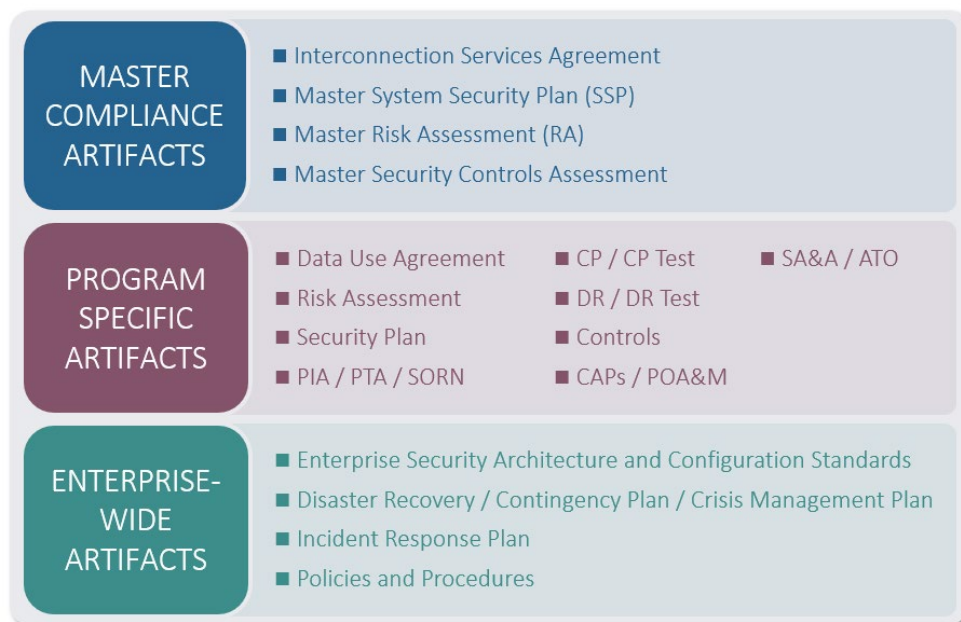 MASTER
COMPLIANCE
ARTIFACTS
■ Interconnection Services Agreement
■ Master System Security Plan (SSP)
■ Master Risk Assessment (RA)
■ Master Security Controls Assessment
PROGRAM
SPECIFIC
ARTIFACTS
■ Data Use Agreement
■ Risk Assessment
■ Security Plan
■ PIA / PTA / SORN
■ CP / CP Test
■ DR / DR Test
■ Controls
■ CAPs / POA&M
■ SA&A / ATO
ENTERPRISE-
WIDE
ARTIFACTS
■ Enterprise Security Architecture and Configuration Standards
■ Disaster Recovery / Contingency Plan / Crisis Management Plan
■ Incident Response Plan
■ Policies and Procedures